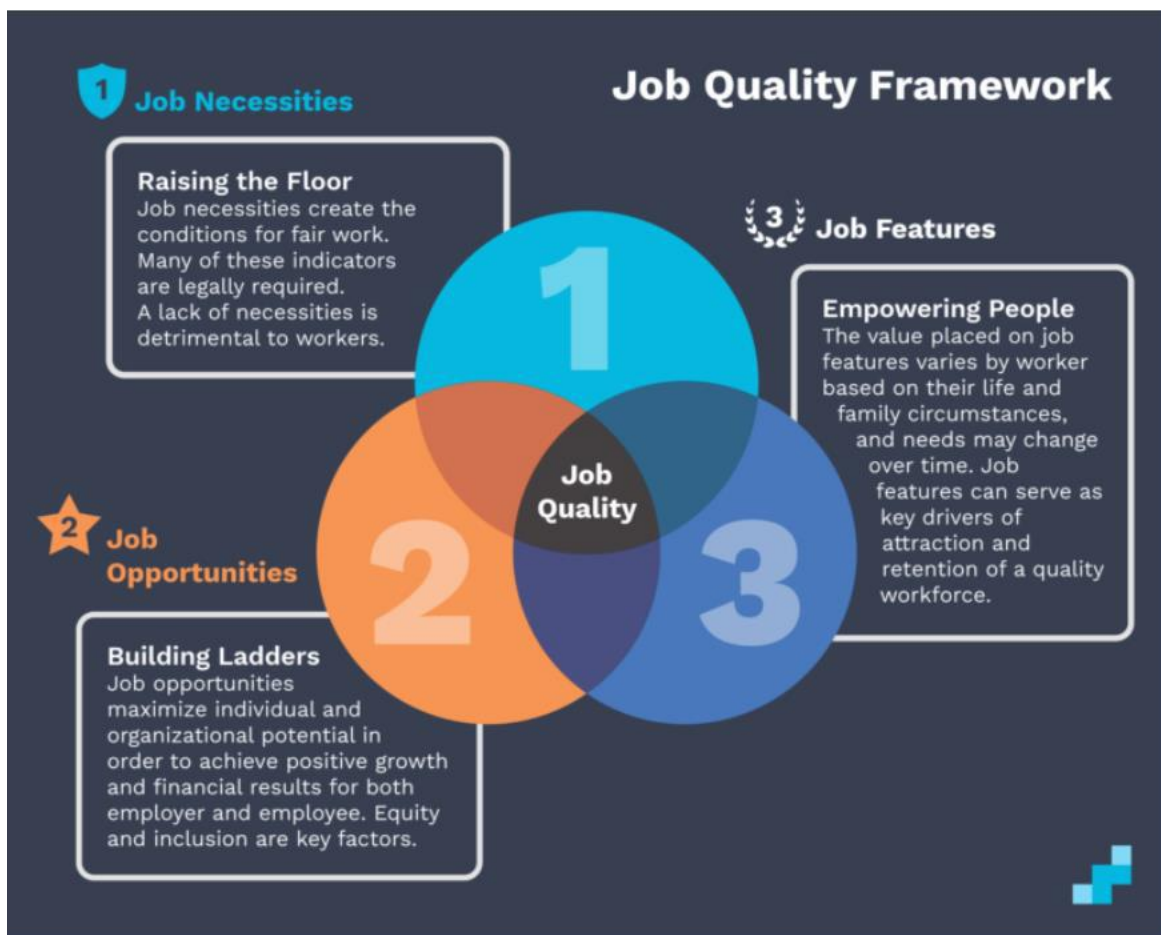 Job Quality Framework
1
Job Necessities
Raising the Floor
Job necessities create the
conditions for fair work.
Many of these indicators
are legally required.
A lack of necessities is
detrimental to workers.
3
Job Features
Empowering People
The value placed on job
features varies by worker
based on their life and
family circumstances,
and needs may change
over time. Job
features can serve as
key drivers of
attraction and
retention of a quality
workforce.
1
Job
Quality
2
3
2
Job
Opportunities
Building Ladders
Job opportunities
maximize individual and
organizational potential in
order to achieve positive growth
and financial results for both
employer and employee. Equity
and inclusion are key factors.